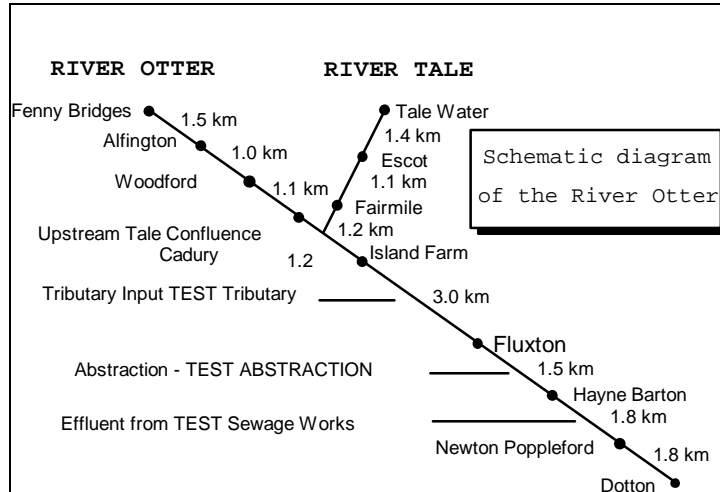 RIVER OTTER
RIVER TALE
Fenny Bridges
Tale Water
1.5 km
1.4 km
Alfington
Escot
Schematic diagram
of the River Otter
1.0 km
1.1 km
Woodford
1.1 km
Fairmile
1.2 km
Upstream Tale Confluence
Cadury
1.2
Island Farm
Tributary Input TEST Tributary
3.0 km
Fluxton
Abstraction - TEST ABSTRACTION
1.5 km
Hayne Barton
Effluent from TEST Sewage Works
1.8 km
Newton Poppleford
1.8 km
Dotton